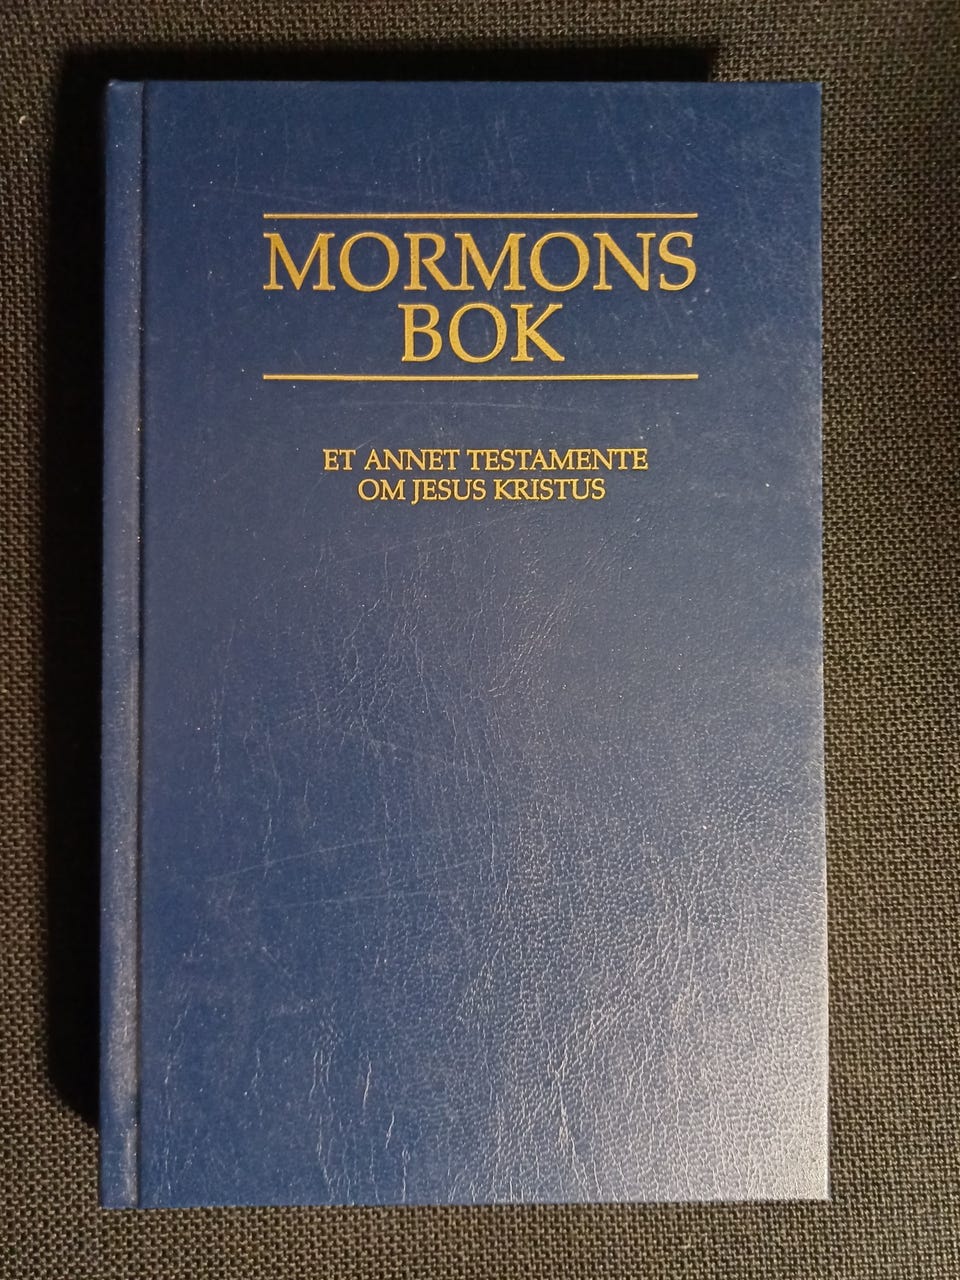 MORMONS
BOK
ET ANNET TESTAMENTE
OM JESUS KRISTUS